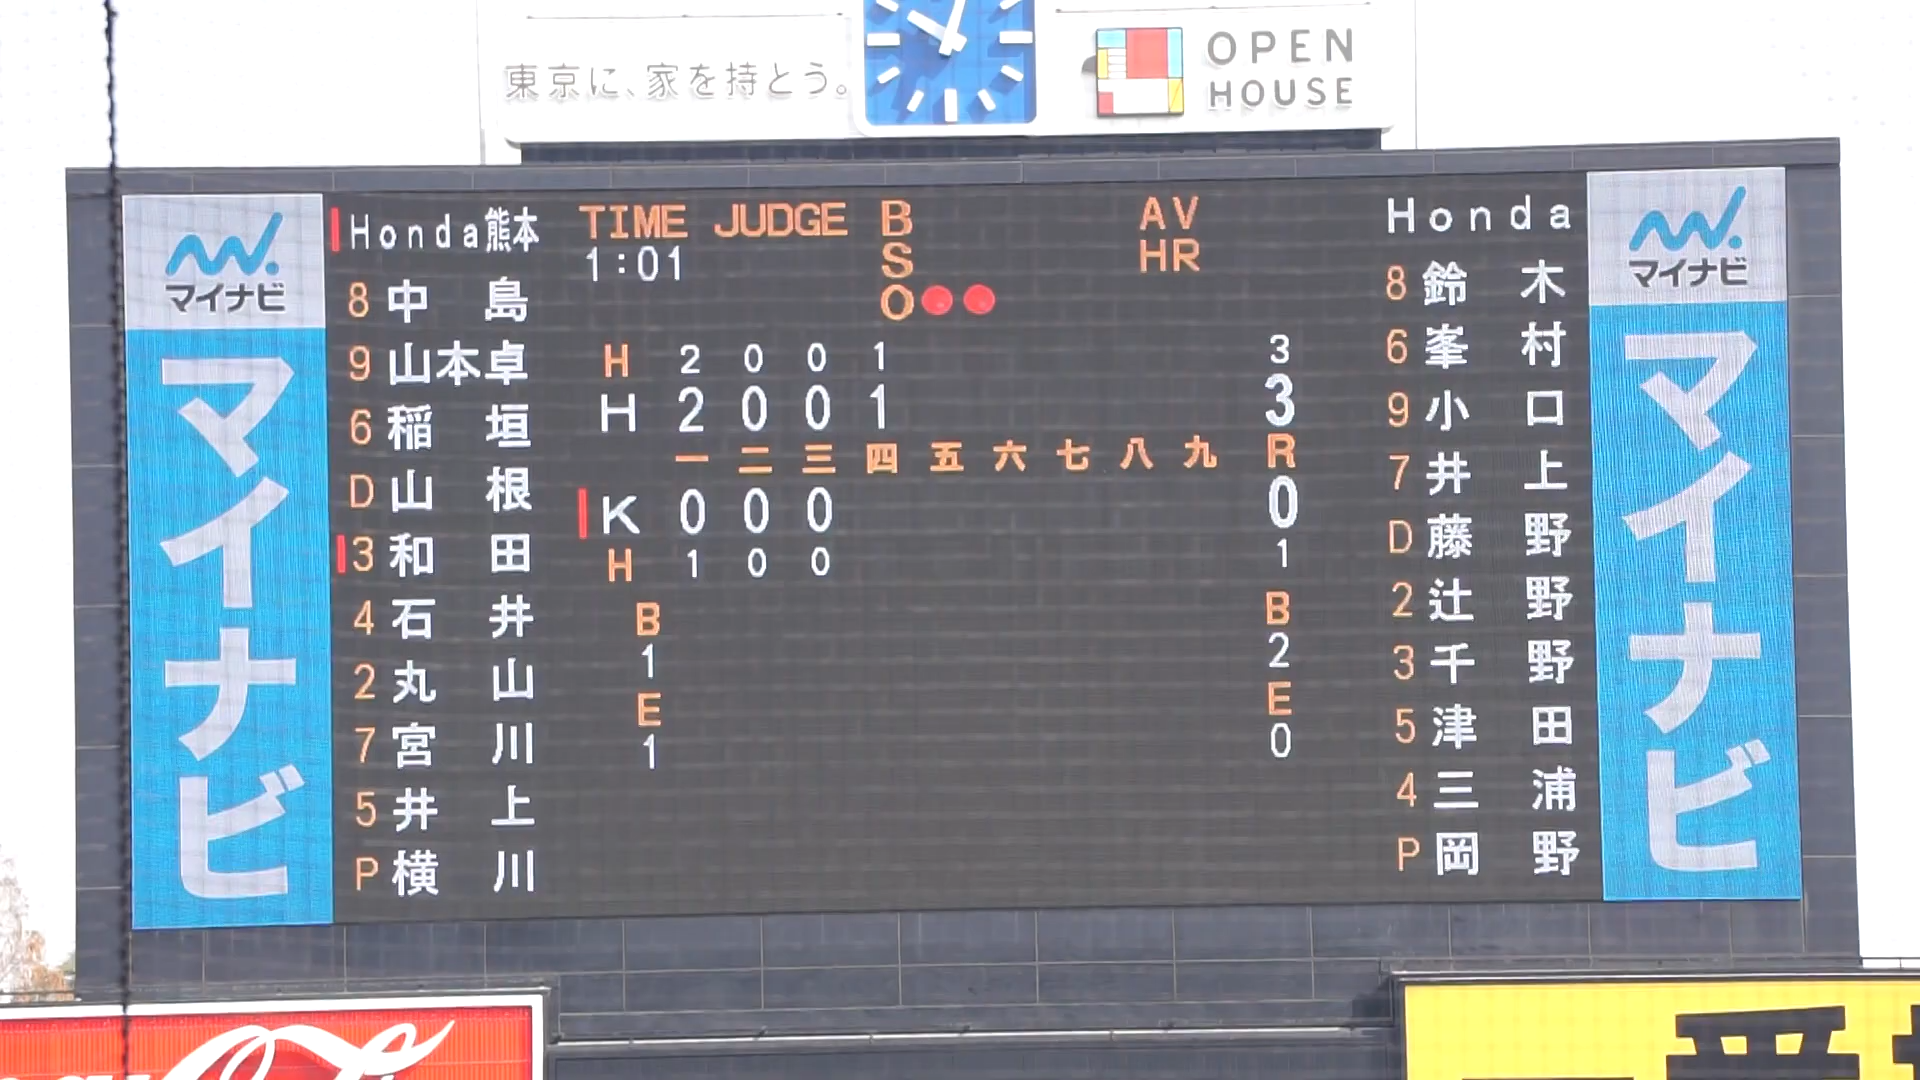 東京に、家を持とう。
OPEN
HOUSE
マイナビ
マイナビ
Honda熊本
8 中島
9 山本卓
6 稲垣
D 山根
3 和田
4 石井
2 丸山
7 宮川
5 井上
P 横川
TIME JUDGE B
1:01
S
O
AV
HR
H 2 0 0 1 3
H 2 0 0 1 3
一 二 三 四 五 六 七 八 九 R
K 0 0 0 0
H 1 0 0 1
B B
1 2
E E
1 0
Honda
8 鈴木
6 峯村
9 小口
7 井上
D 藤野
2 辻野
3 千野
5 津田
4 三浦
P 岡野
マイナビ
マイナビ